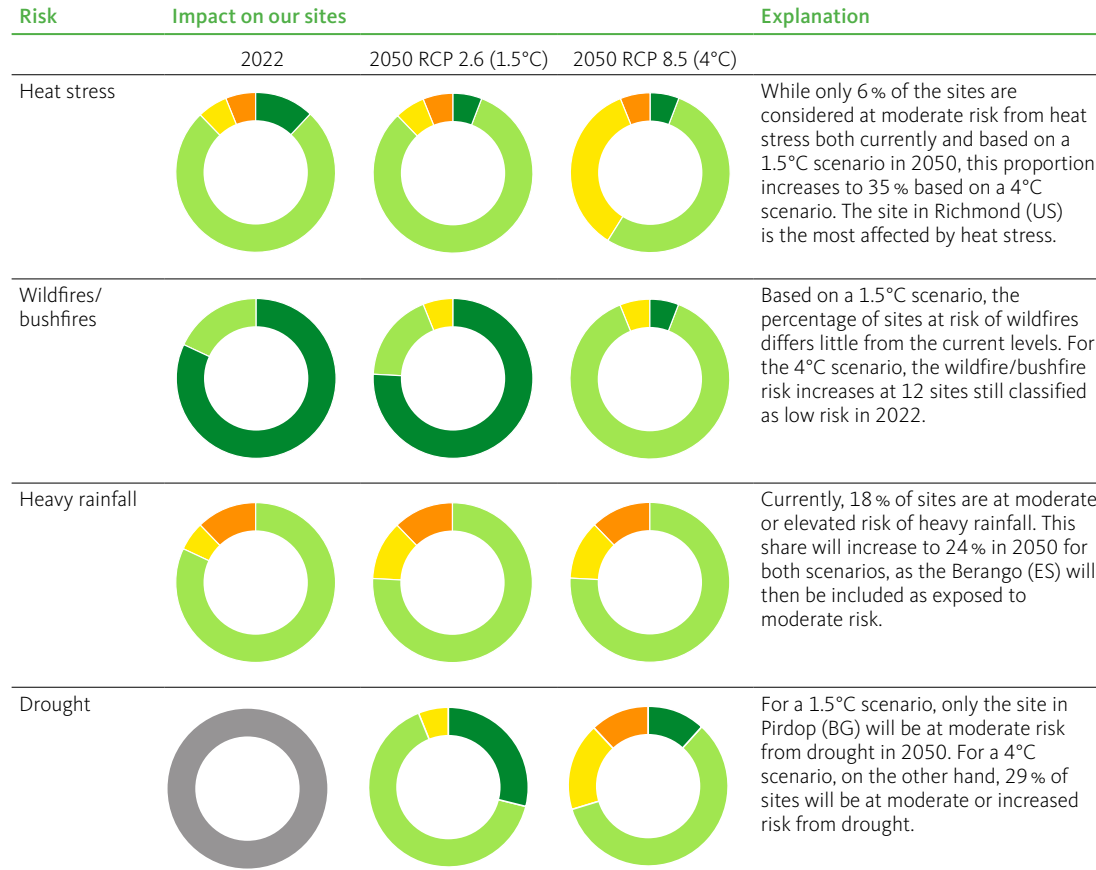 Risk Impact on our sites Explanation
2022 2050 RCP 2.6 (1.5°C) 2050 RCP 8.5 (4°C)
Heat stress
While only 6 % of the sites are
considered at moderate risk from heat
stress both currently and based on a
1.5°C scenario in 2050, this proportion
increases to 35 % based on a 4°C
scenario. The site in Richmond (US)
is the most affected by heat stress.
Wildfires/
bushfires
Based on a 1.5°C scenario, the
percentage of sites at risk of wildfires
differs little from the current levels. For
the 4°C scenario, the wildfire/bushfire
risk increases at 12 sites still classified
as low risk in 2022.
Heavy rainfall
Currently, 18 % of sites are at moderate
or elevated risk of heavy rainfall. This
share will increase to 24 % in 2050 for
both scenarios, as the Berango (ES) will
then be included as exposed to
moderate risk.
Drought
For a 1.5°C scenario, only the site in
Pirdop (BG) will be at moderate risk
from drought in 2050. For a 4°C
scenario, on the other hand, 29 % of
sites will be at moderate or increased
risk from drought.